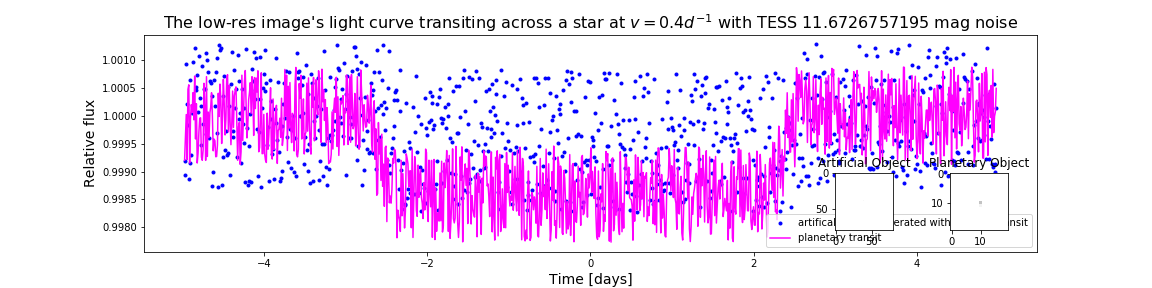 The low-res image's light curve transiting across a star at v = 0.4d⁻¹ with TESS 11.6726757195 mag noise
Relative flux
1.0010
1.0005
1.0000
0.9995
0.9990
0.9985
0.9980
Artificial Object Planetary Object
0 0
50 10
0 50 0 10
planetary transit
−4 −2 0 2 4
Time [days]